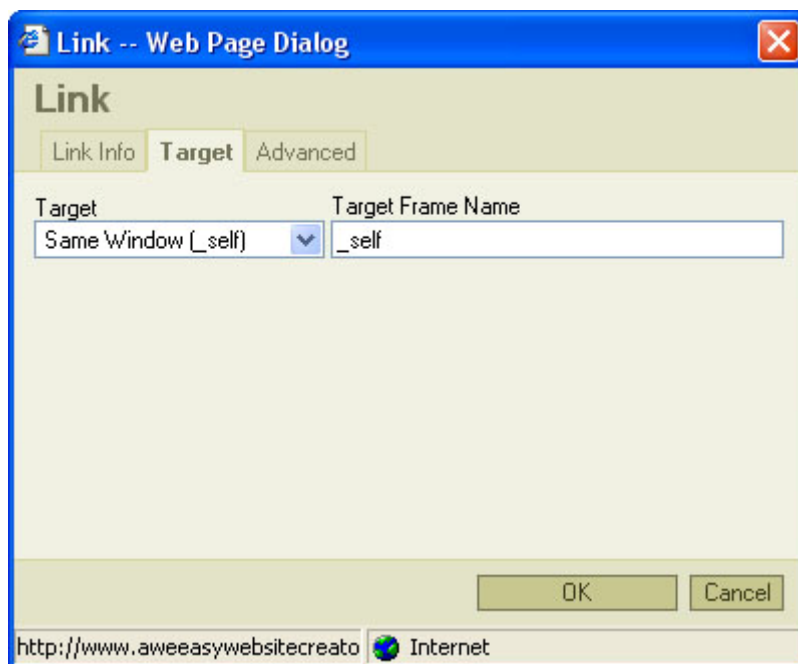 Link -- Web Page Dialog
Link
Link Info Target Advanced
Target Target Frame Name
Same Window (_self) _self
OK Cancel
http://www.aweeasywebsitecreato Internet